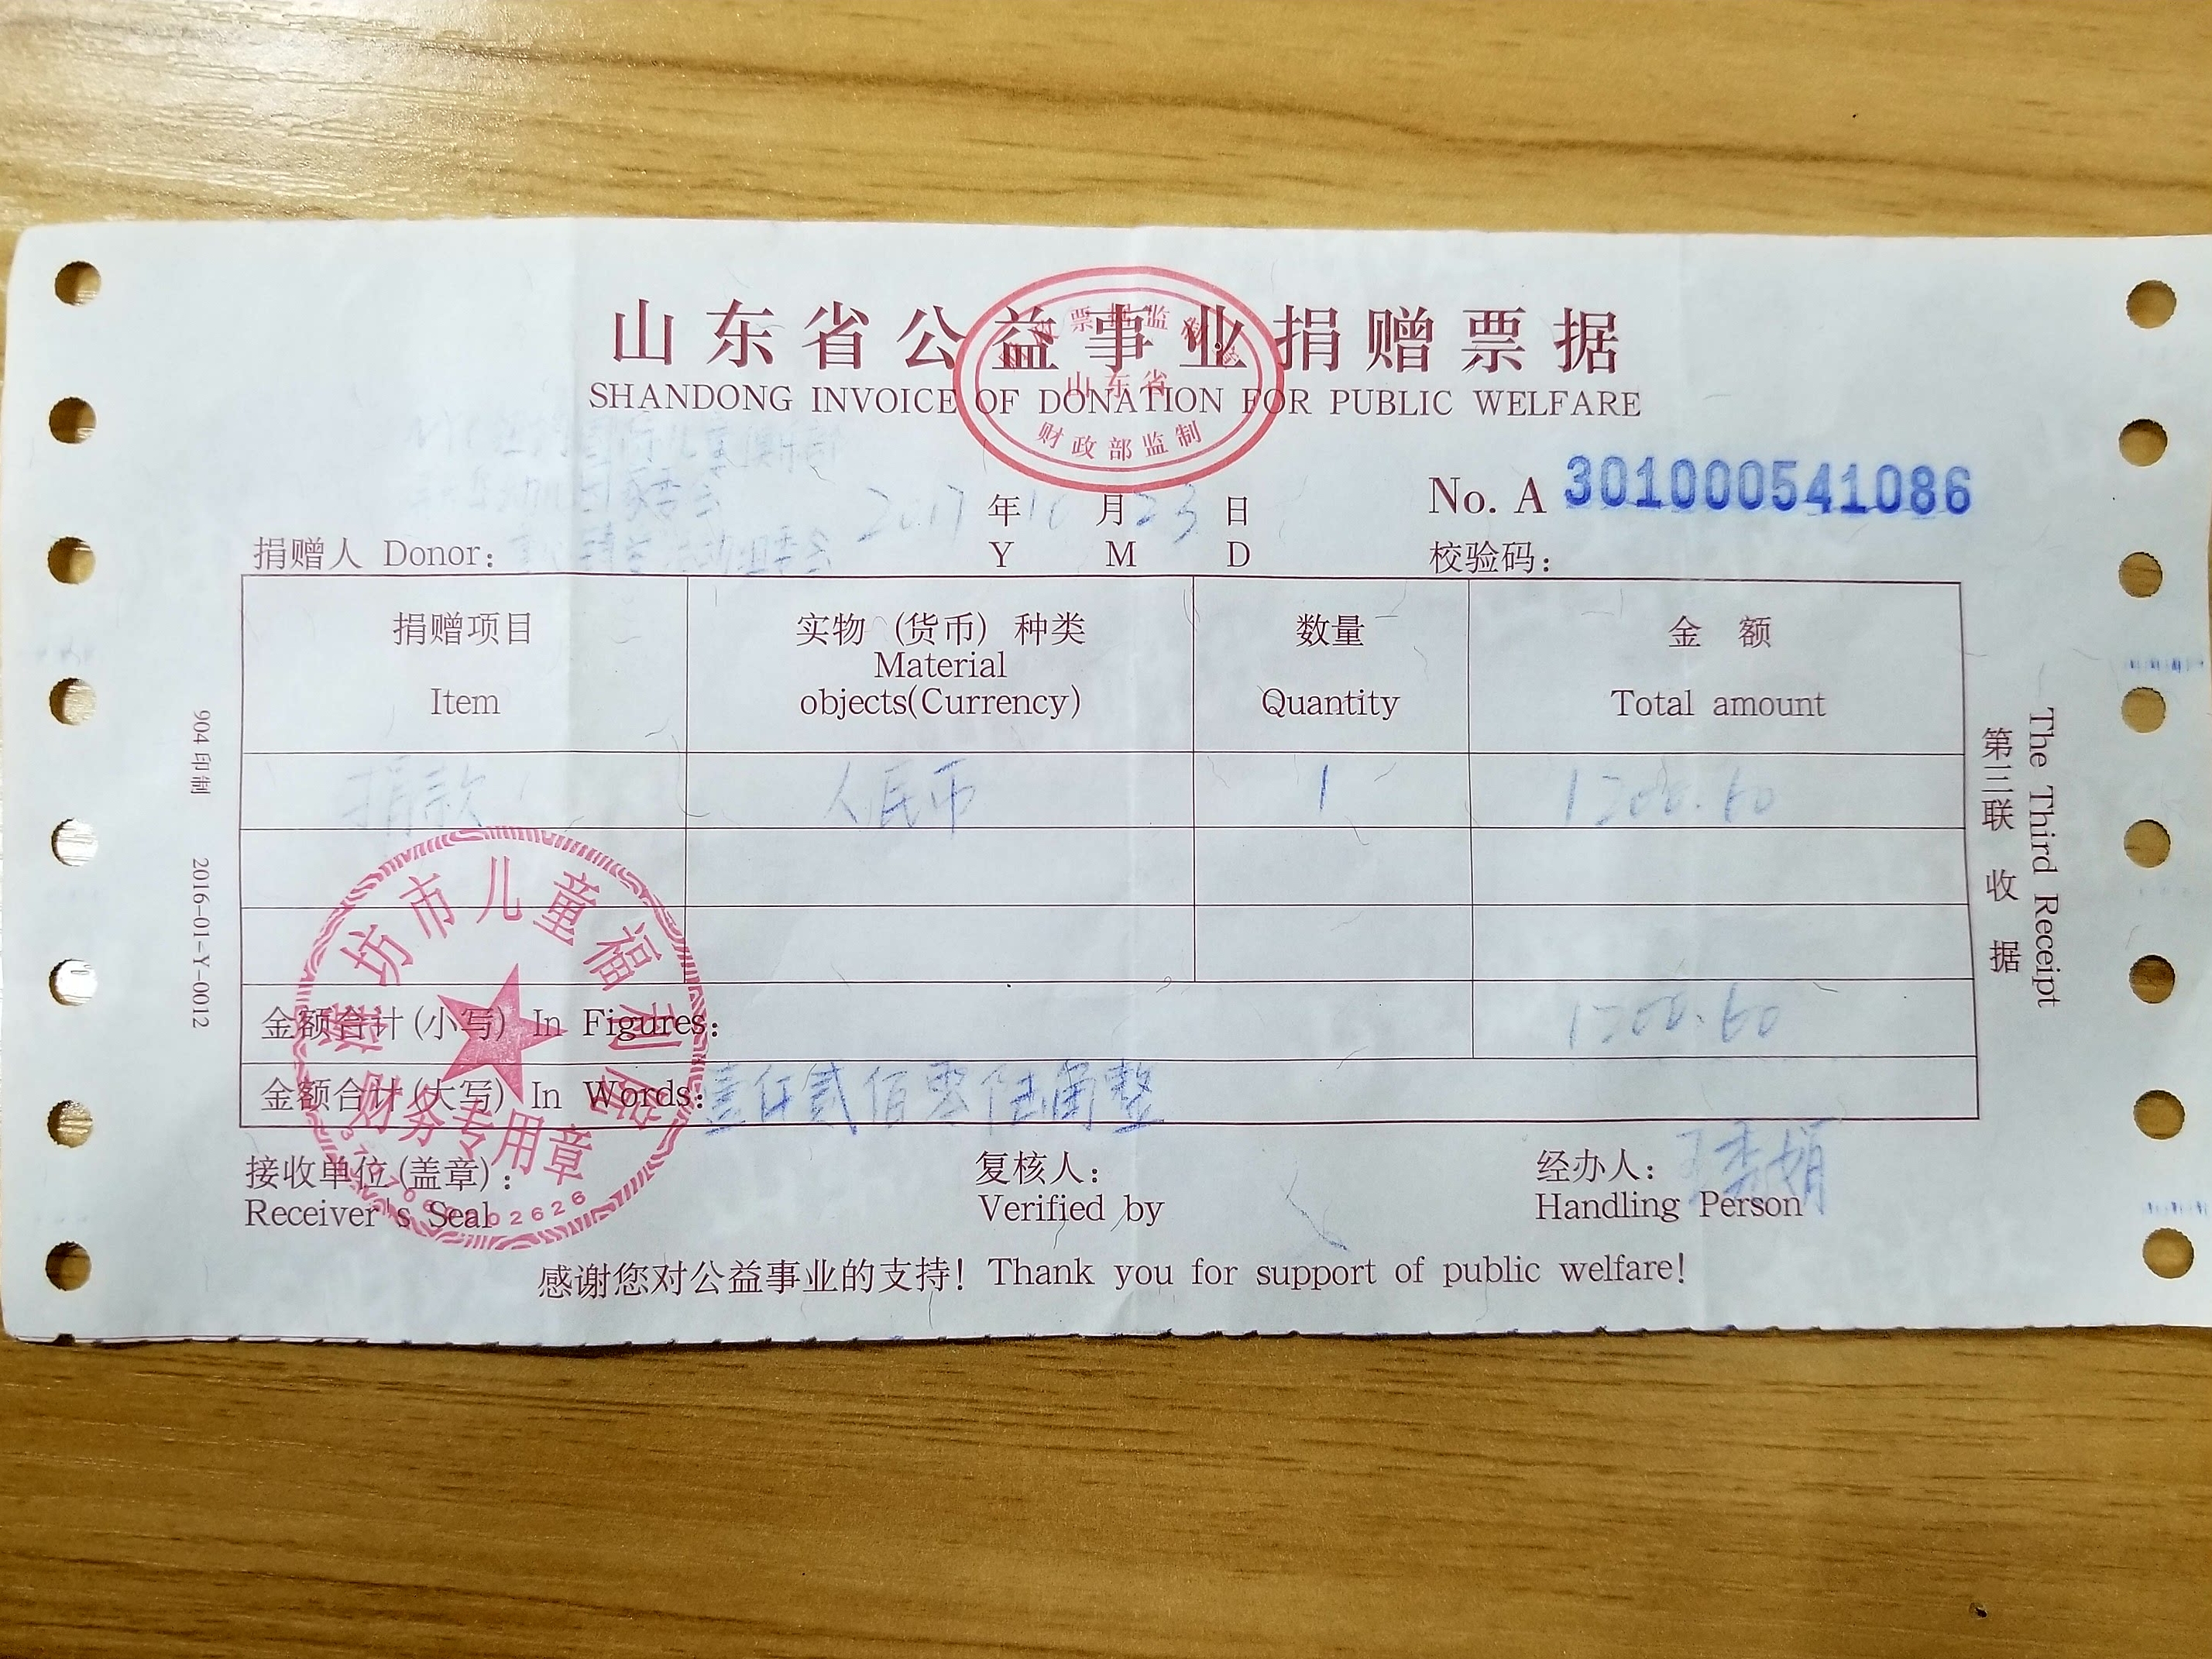 山东省公益事业捐赠票据
SHANDONG INVOICE OF DONATION FOR PUBLIC WELFARE
山东省
财政部监制
No. A 301000541086
2017 年 10 月 23 日
捐赠人 Donor: Y M D 校验码:
捐赠项目 实物 (货币) 种类 数量 金 额
Item Material objects(Currency) Quantity Total amount
捐款 人民币 1 1200.60
金额合计(小写) In Figures: 1200.60
金额合计(大写) In Words: 壹仟贰佰零陆角整
潍坊市儿童福利院
财务专用章
接收单位(盖章): 复核人: 经办人:
Receiver's Seal Verified by Handling Person
感谢您对公益事业的支持! Thank you for support of public welfare!
904印制 2016-01-Y-0012
第三联 收据
The Third Receipt